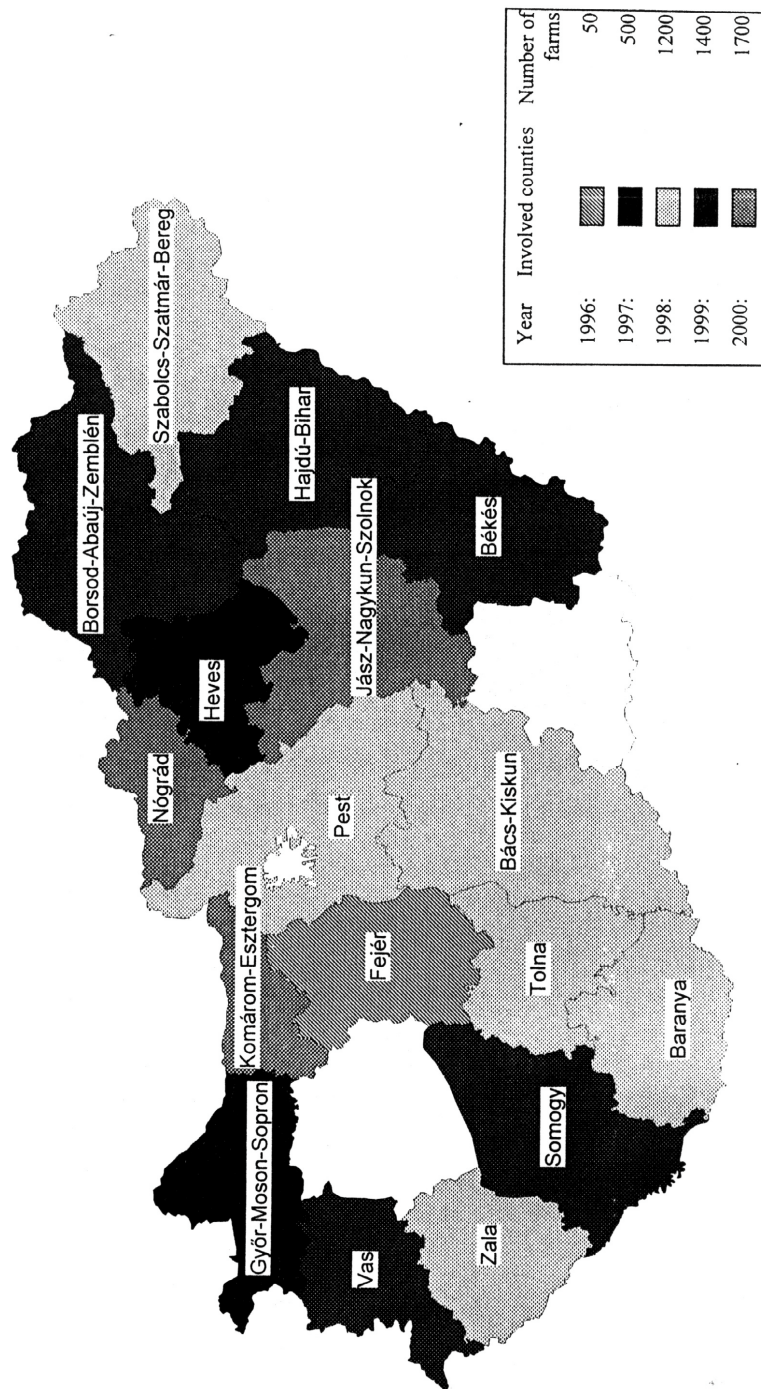 Borsod-Abaúj-Zemblén
Szabolcs-Szatmár-Bereg
Nógrád
Heves
Hajdú-Bihar
Győr-Moson-Sopron
Komárom-Esztergom
Pest
Jász-Nagykun-Szolnok
Vas
Fejér
Békés
Zala
Somogy
Tolna
Bács-Kiskun
Baranya
Year Involved counties Number of
farms
1996: 50
1997: 500
1998: 1200
1999: 1400
2000: 1700